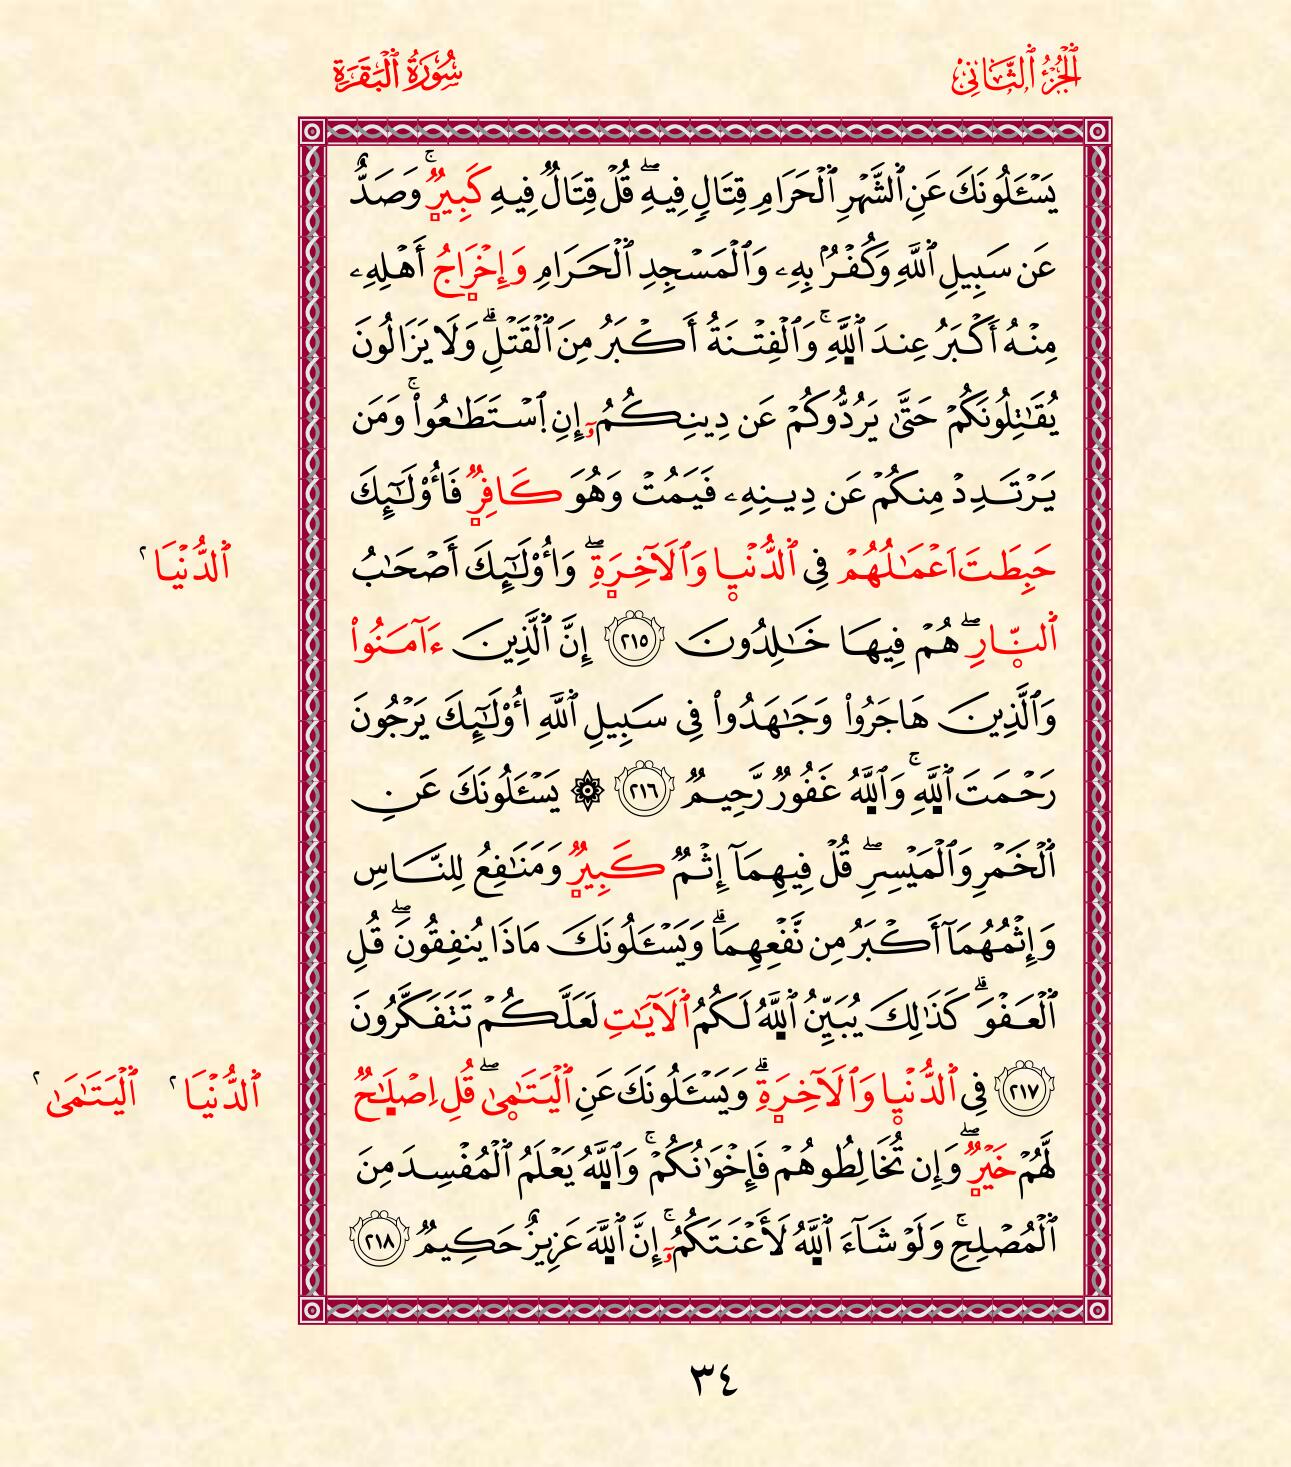 ٱلْجُزْءُ ٱلثَّانِي
سُورَةُ ٱلْبَقَرَةِ
يَسْـَٔلُونَكَ عَنِ ٱلشَّهْرِ ٱلْحَرَامِ قِتَالٍ فِيهِۖ قُلْ قِتَالٌ فِيهِ كَبِيرٌۚ وَصَدٌّ
عَن سَبِيلِ ٱللَّهِ وَكُفْرٌۢ بِهِۦ وَٱلْمَسْجِدِ ٱلْحَرَامِ وَإِخْرَاجُ أَهْلِهِۦ
مِنْهُ أَكْبَرُ عِندَ ٱللَّهِۚ وَٱلْفِتْنَةُ أَكْبَرُ مِنَ ٱلْقَتْلِۗ وَلَا يَزَالُونَ
يُقَٰتِلُونَكُمْ حَتَّىٰ يَرُدُّوكُمْ عَن دِينِكُمُۥٓ إِنِ ٱسْتَطَٰعُواْۚ وَمَن
يَرْتَدِدْ مِنكُمْ عَن دِينِهِۦ فَيَمُتْ وَهُوَ كَافِرٌ فَأُوْلَٰٓئِكَ
حَبِطَتَ اَعْمَٰلُهُمْ فِي ٱلدُّنْيٜا وَٱلَاخِرَةِۖ وَأُوْلَٰٓئِكَ أَصْحَٰبُ
ٱلدُّنْيَا ٢
ٱلنّٜارِۖ هُمْ فِيهَا خَٰلِدُونَ ٢١٥ إِنَّ ٱلَّذِينَ ءَامَنُواْ
وَٱلَّذِينَ هَاجَرُواْ وَجَٰهَدُواْ فِي سَبِيلِ ٱللَّهِ أُوْلَٰٓئِكَ يَرْجُونَ
رَحْمَتَ ٱللَّهِۚ وَٱللَّهُ غَفُورٌ رَّحِيمٌ ٢١٦ ۞ يَسْـَٔلُونَكَ عَنِ
ٱلْخَمْرِ وَٱلْمَيْسِرِۖ قُلْ فِيهِمَآ إِثْمٌ كَبِيرٌ وَمَنَٰفِعُ لِلنَّاسِ
وَإِثْمُهُمَآ أَكْبَرُ مِن نَّفْعِهِمَاۗ وَيَسْـَٔلُونَكَ مَاذَا يُنفِقُونَۖ قُلِ
ٱلْعَفْوَۗ كَذَٰلِكَ يُبَيِّنُ ٱللَّهُ لَكُمُ ٱلَايَٰتِ لَعَلَّكُمْ تَتَفَكَّرُونَ
٢١٧ فِي ٱلدُّنْيٜا وَٱلَاخِرَةِۗ وَيَسْـَٔلُونَكَ عَنِ ٱلْيَتَٰمٜىٰۖ قُلِ اِصْلَٰحٌ
ٱلدُّنْيَا ٢ ٱلْيَتَٰمَىٰ ٢
لَّهُمْ خَيْرٌۖ وَإِن تُخَالِطُوهُمْ فَإِخْوَٰنُكُمْۚ وَٱللَّهُ يَعْلَمُ ٱلْمُفْسِدَ مِنَ
ٱلْمُصْلِحِۚ وَلَوْ شَآءَ ٱللَّهُ لَأَعْنَتَكُمُۥٓۚ إِنَّ ٱللَّهَ عَزِيزٌ حَكِيمٌ ٢١٨
٣٤